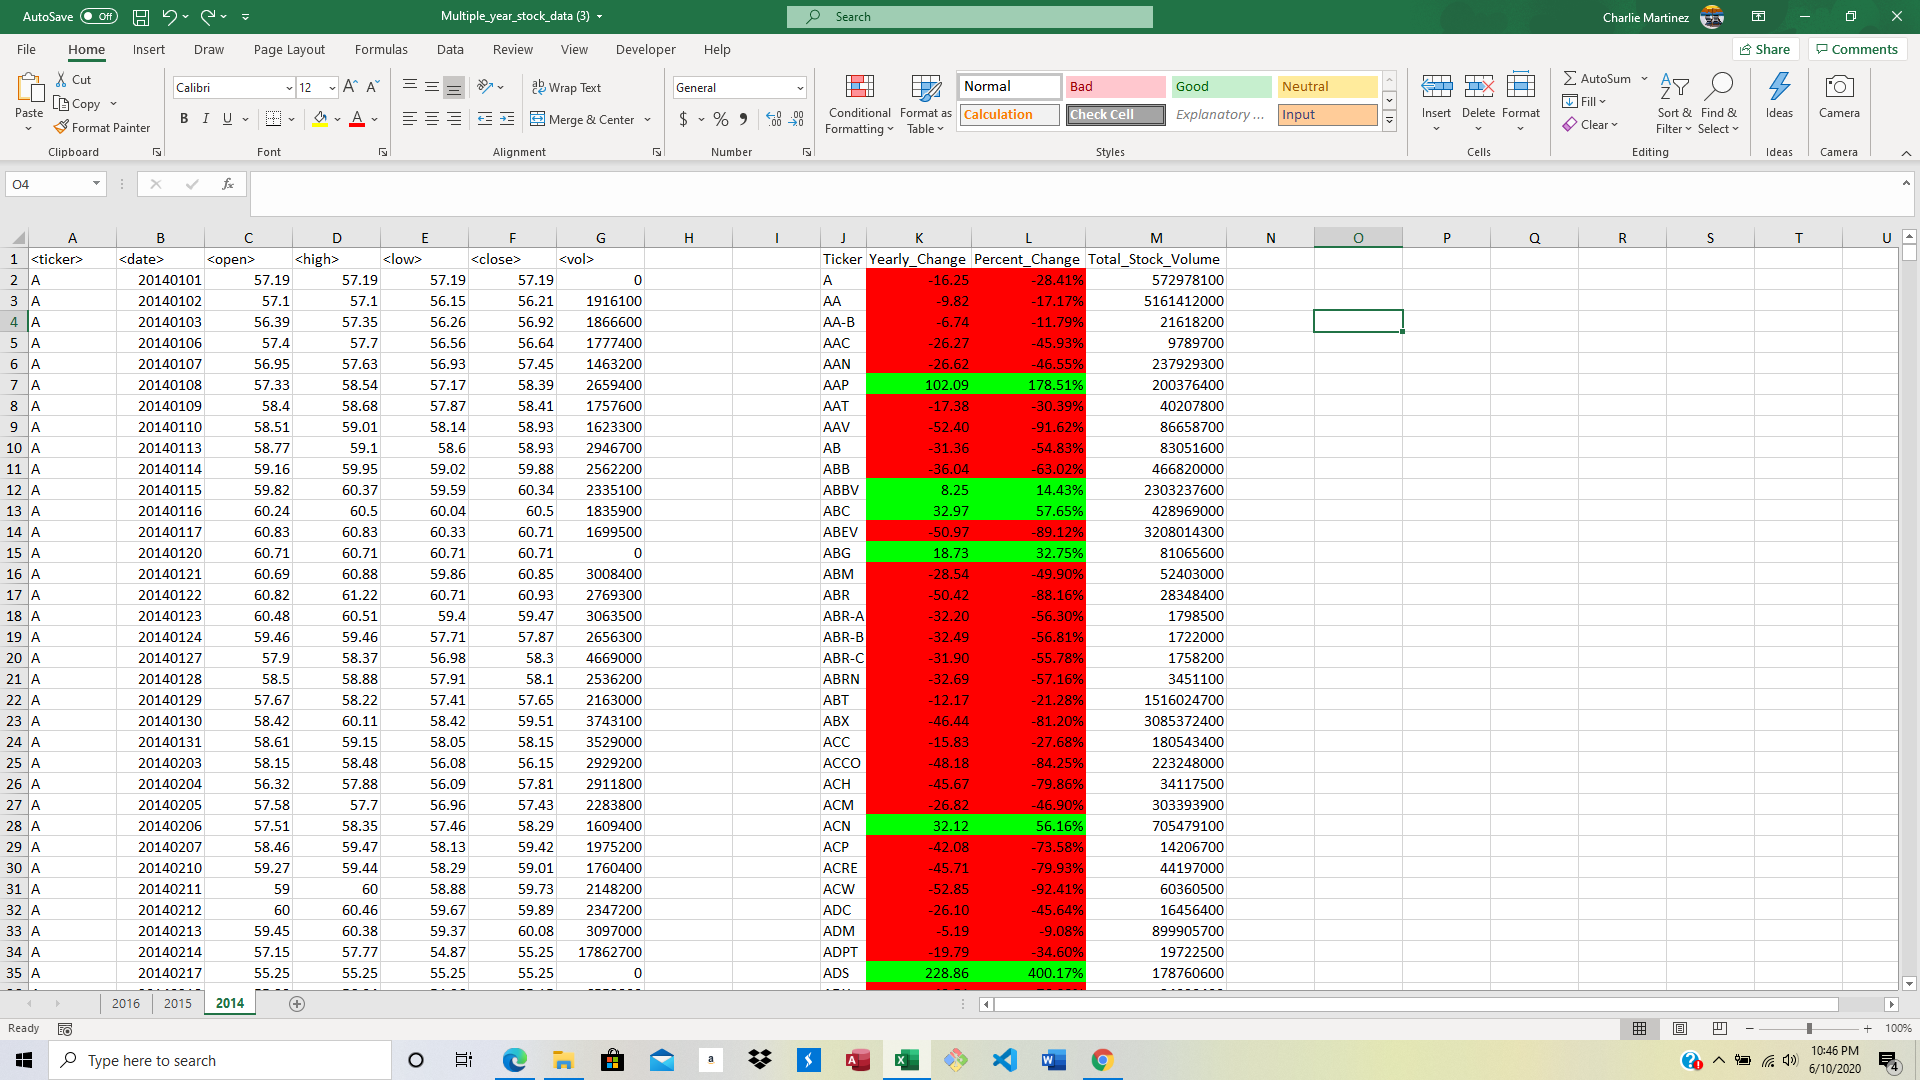 AutoSave Off Multiple_year_stock_data (3) Search Charlie Martinez
File Home Insert Draw Page Layout Formulas Data Review View Developer Help Share Comments
Paste Cut Copy Format Painter Clipboard
Calibri 12 A A B I U A Font
Wrap Text Merge & Center Alignment
General $ % Number
Conditional Formatting Format as Table
Normal Bad Good Neutral
Calculation Check Cell Explanatory ... Input
Styles
Insert Delete Format Cells
AutoSum Fill Clear Sort & Filter Find & Select Editing
Ideas Ideas
Camera Camera
O4 fx
A B C D E F G H I J K L M N O P Q R S T U
1 <ticker> <date> <open> <high> <low> <close> <vol> Ticker Yearly_Change Percent_Change Total_Stock_Volume
2 A 20140101 57.19 57.19 57.19 57.19 0 A -16.25 -28.41% 572978100
3 A 20140102 57.1 57.1 56.15 56.21 1916100 AA -9.82 -17.17% 5161412000
4 A 20140103 56.39 57.35 56.26 56.92 1866600 AA-B -6.74 -11.79% 21618200
5 A 20140106 57.4 57.7 56.56 56.64 1777400 AAC -26.27 -45.93% 9789700
6 A 20140107 56.95 57.63 56.93 57.45 1463200 AAN -26.62 -46.55% 237929300
7 A 20140108 57.33 58.54 57.17 58.39 2659400 AAP 102.09 178.51% 200376400
8 A 20140109 58.4 58.68 57.87 58.41 1757600 AAT -17.38 -30.39% 40207800
9 A 20140110 58.51 59.01 58.14 58.93 1623300 AAV -52.40 -91.62% 86658700
10 A 20140113 58.77 59.1 58.6 58.93 2946700 AB -31.36 -54.83% 83051600
11 A 20140114 59.16 59.95 59.02 59.88 2562200 ABB -36.04 -63.02% 466820000
12 A 20140115 59.82 60.37 59.59 60.34 2335100 ABBV 8.25 14.43% 2303237600
13 A 20140116 60.24 60.5 60.04 60.5 1835900 ABC 32.97 57.65% 428969000
14 A 20140117 60.83 60.83 60.33 60.71 1699500 ABEV -50.97 -89.12% 3208014300
15 A 20140120 60.71 60.71 60.71 60.71 0 ABG 18.73 32.75% 81065600
16 A 20140121 60.69 60.88 59.86 60.85 3008400 ABM -28.54 -49.90% 52403000
17 A 20140122 60.82 61.22 60.71 60.93 2769300 ABR -50.42 -88.16% 28348400
18 A 20140123 60.48 60.51 59.4 59.47 3063500 ABR-A -32.20 -56.30% 1798500
19 A 20140124 59.46 59.46 57.71 57.87 2656300 ABR-B -32.49 -56.81% 1722000
20 A 20140127 57.9 58.37 56.98 58.3 4669000 ABR-C -31.90 -55.78% 1758200
21 A 20140128 58.5 58.88 57.91 58.1 2536200 ABRN -32.69 -57.16% 3451100
22 A 20140129 57.67 58.22 57.41 57.65 2163000 ABT -12.17 -21.28% 1516024700
23 A 20140130 58.42 60.11 58.42 59.51 3743100 ABX -46.44 -81.20% 3085372400
24 A 20140131 58.61 59.15 58.05 58.15 3529000 ACC -15.83 -27.68% 180543400
25 A 20140203 58.15 58.48 56.08 56.15 2929200 ACCO -48.18 -84.25% 223248000
26 A 20140204 56.32 57.88 56.09 57.81 2911800 ACH -45.67 -79.86% 34117500
27 A 20140205 57.58 57.7 56.96 57.43 2283800 ACM -26.82 -46.90% 303393900
28 A 20140206 57.51 58.35 57.46 58.29 1609400 ACN 32.12 56.16% 705479100
29 A 20140207 58.46 59.47 58.13 59.42 1975200 ACP -42.08 -73.58% 14206700
30 A 20140210 59.27 59.44 58.29 59.01 1760400 ACRE -45.71 -79.93% 44197000
31 A 20140211 59 60 58.88 59.73 2148200 ACW -52.85 -92.41% 60360500
32 A 20140212 60 60.46 59.67 59.89 2347200 ADC -26.10 -45.64% 16456400
33 A 20140213 59.45 60.38 59.37 60.08 3097000 ADM -5.19 -9.08% 899905700
34 A 20140214 57.15 57.77 54.87 55.25 17862700 ADPT -19.79 -34.60% 19722500
35 A 20140217 55.25 55.25 55.25 55.25 0 ADS 228.86 400.17% 178760600
2016 2015 2014
Ready 100%
Type here to search 10:46 PM
6/10/2020 4